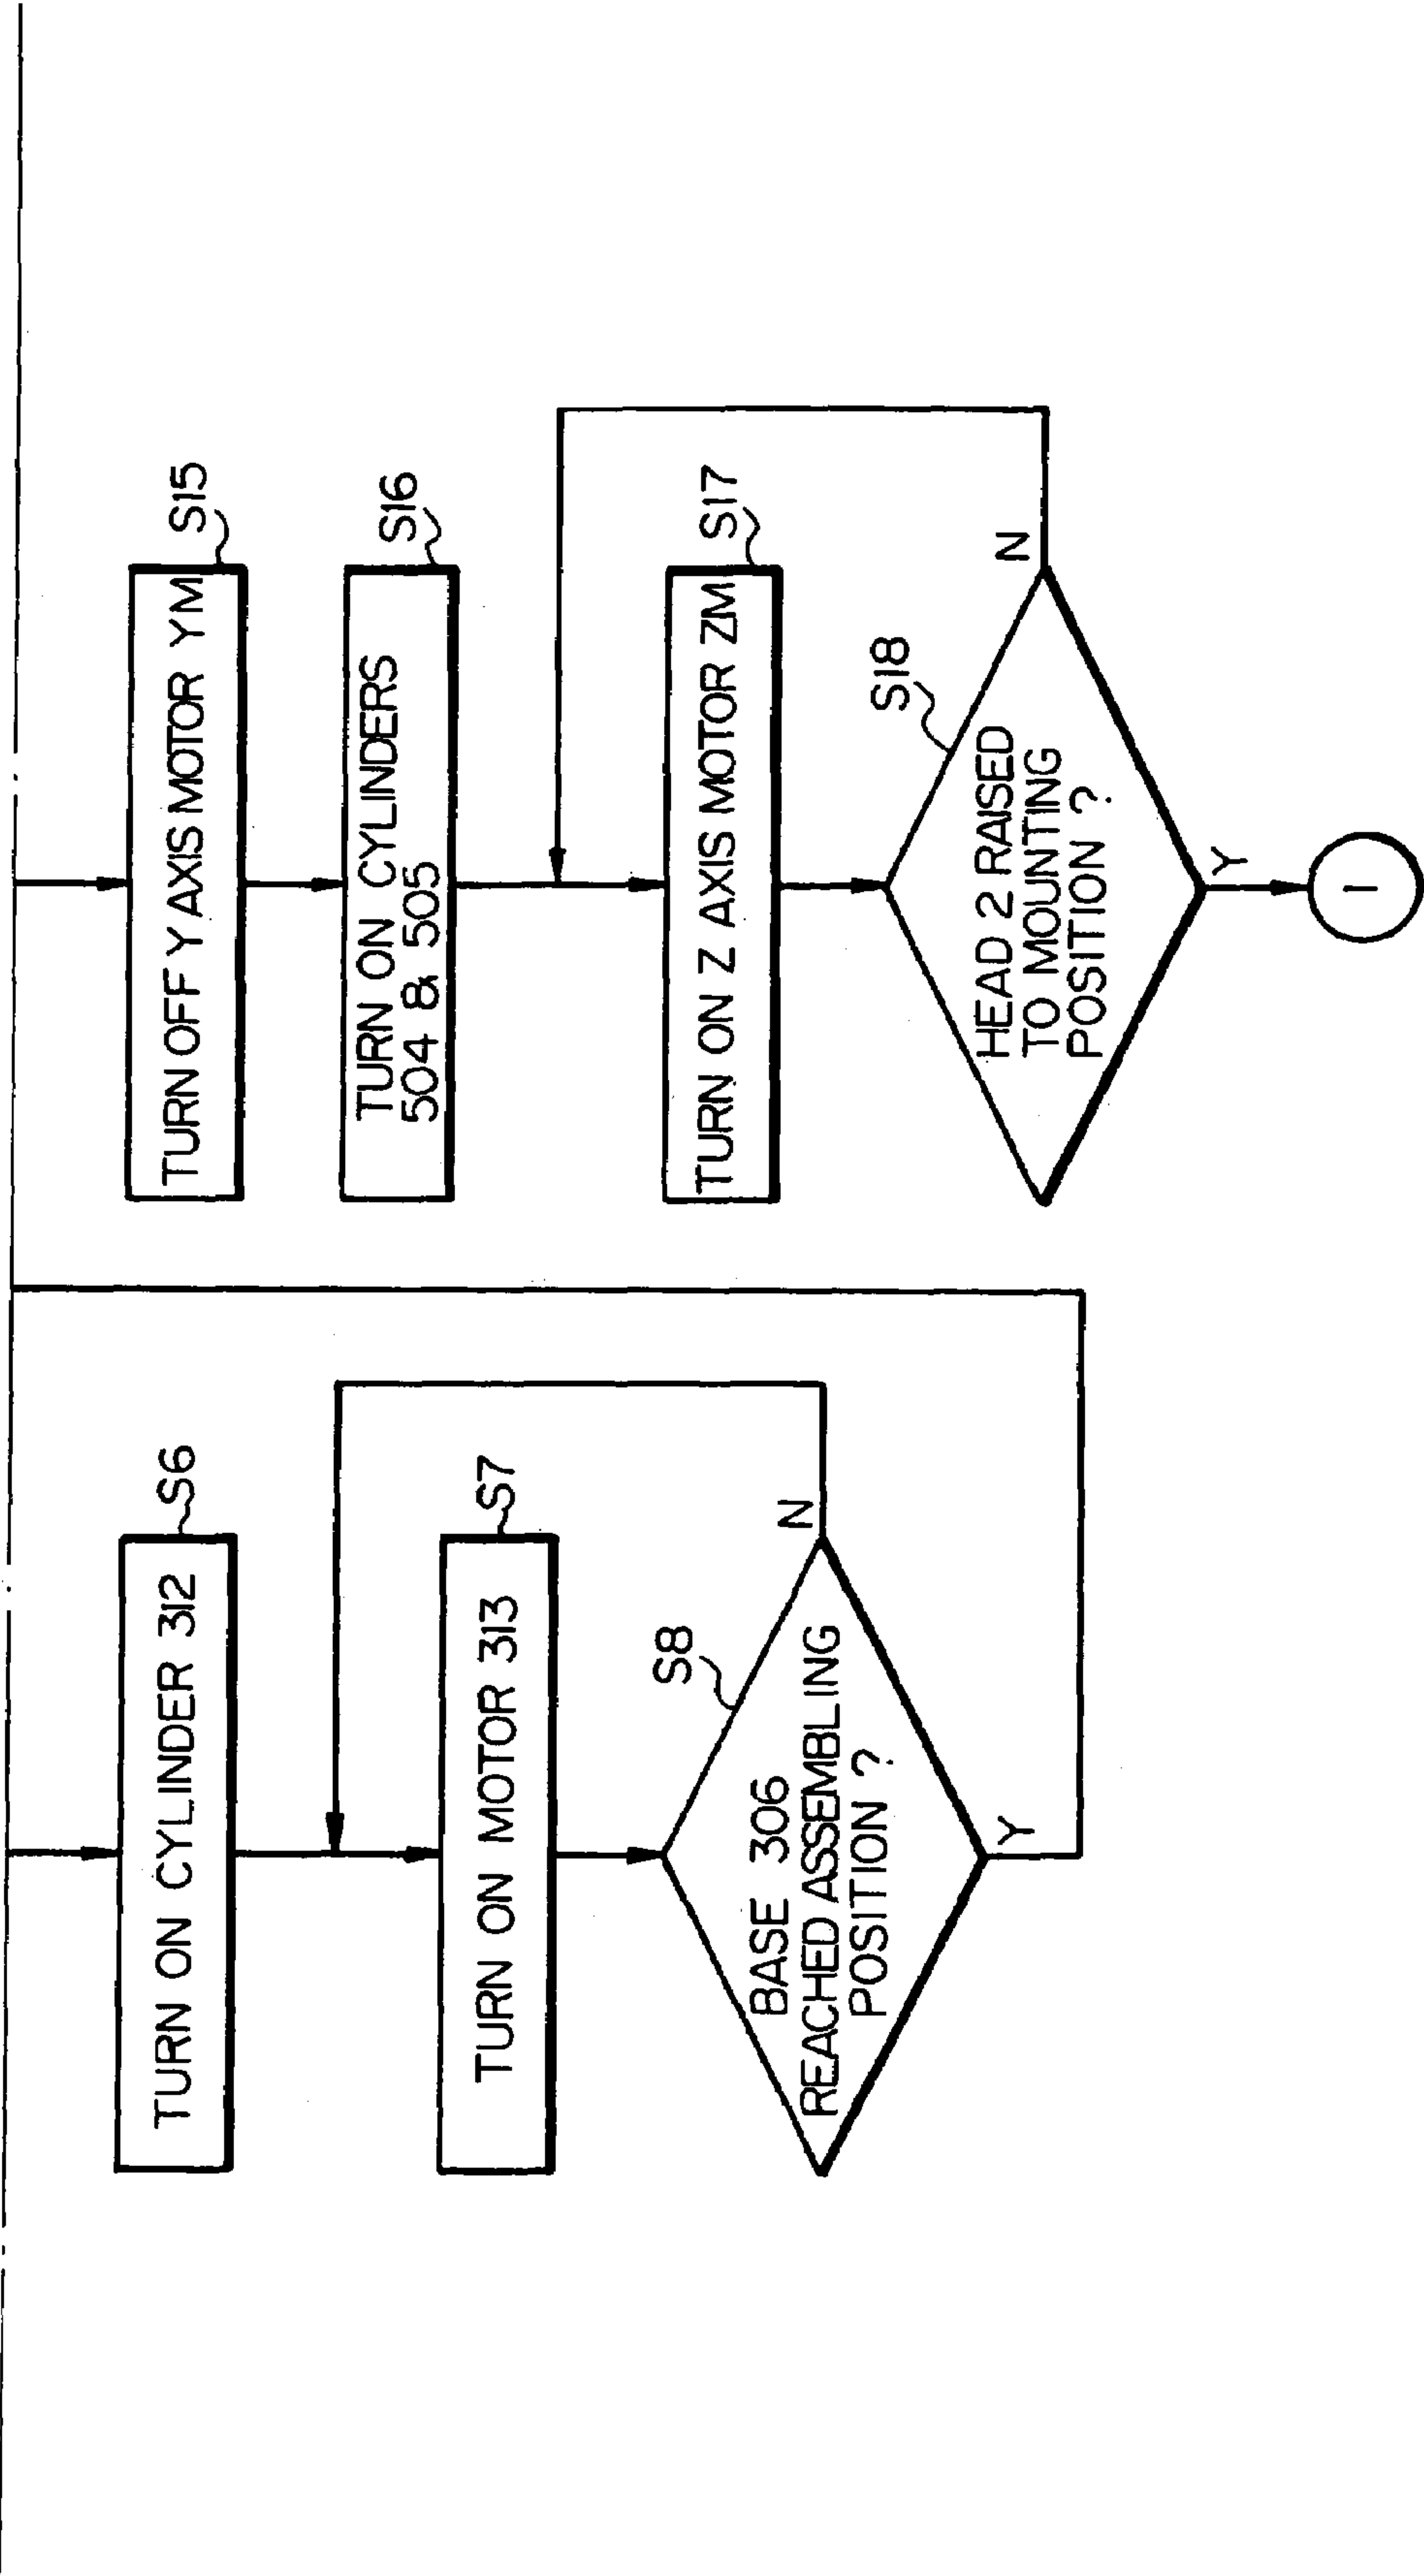 TURN ON CYLINDER 312
S6
TURN ON MOTOR 313
S7
S8
BASE 306
REACHED ASSEMBLING
POSITION ?
N
Y
TURN OFF Y AXIS MOTOR YM
S15
TURN ON CYLINDERS
504 & 505
S16
TURN ON Z AXIS MOTOR ZM
S17
S18
HEAD 2 RAISED
TO MOUNTING
POSITION ?
N
Y
1